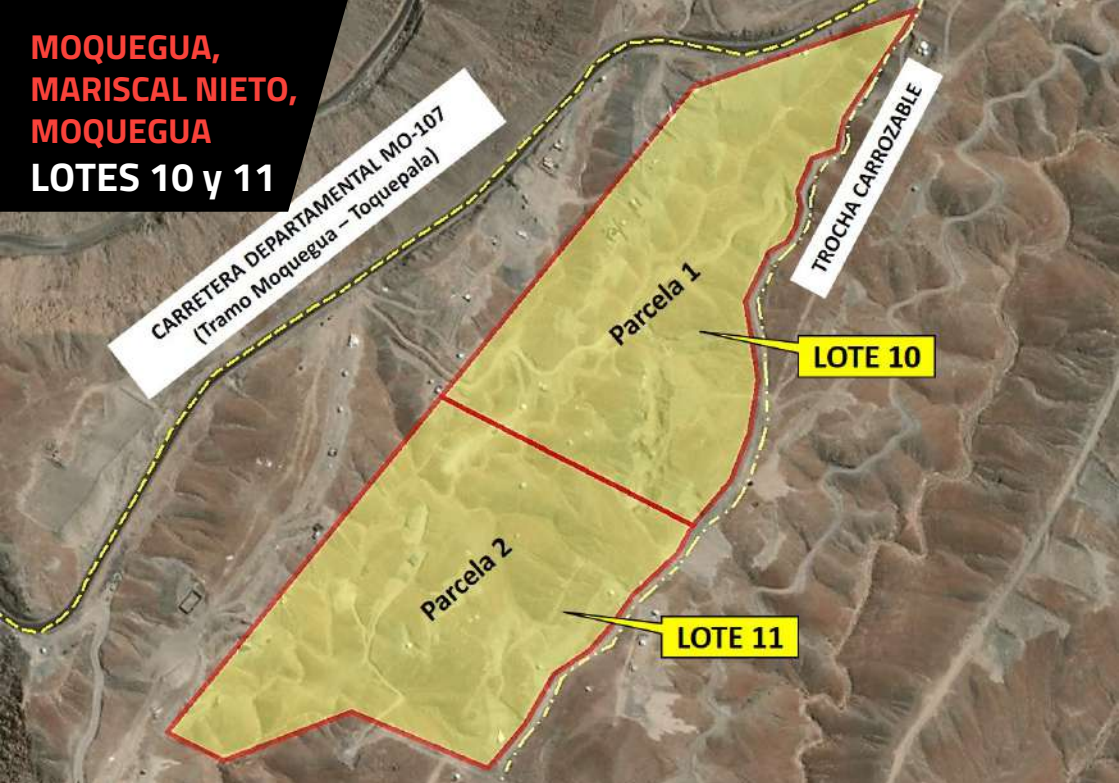 MOQUEGUA,
MARISCAL NIETO,
MOQUEGUA
LOTES 10 y 11
CARRETERA DEPARTAMENTAL MO-107
(Tramo Moquegua – Toquepala)
TROCHA CARROZABLE
Parcela 1
LOTE 10
Parcela 2
LOTE 11